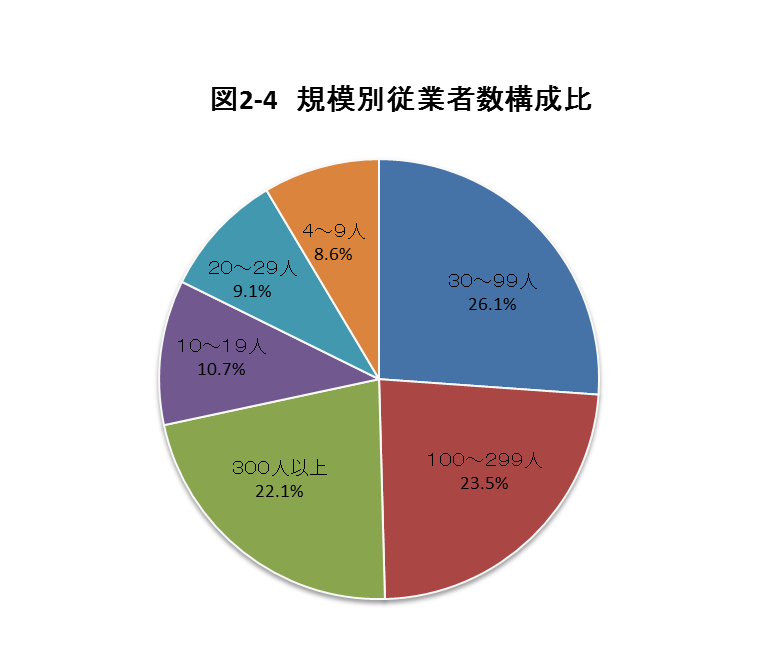 図2-4　規模別従業者数構成比
4～9人
8.6%
30～99人
26.1%
20～29人
9.1%
10～19人
10.7%
100～299人
23.5%
300人以上
22.1%